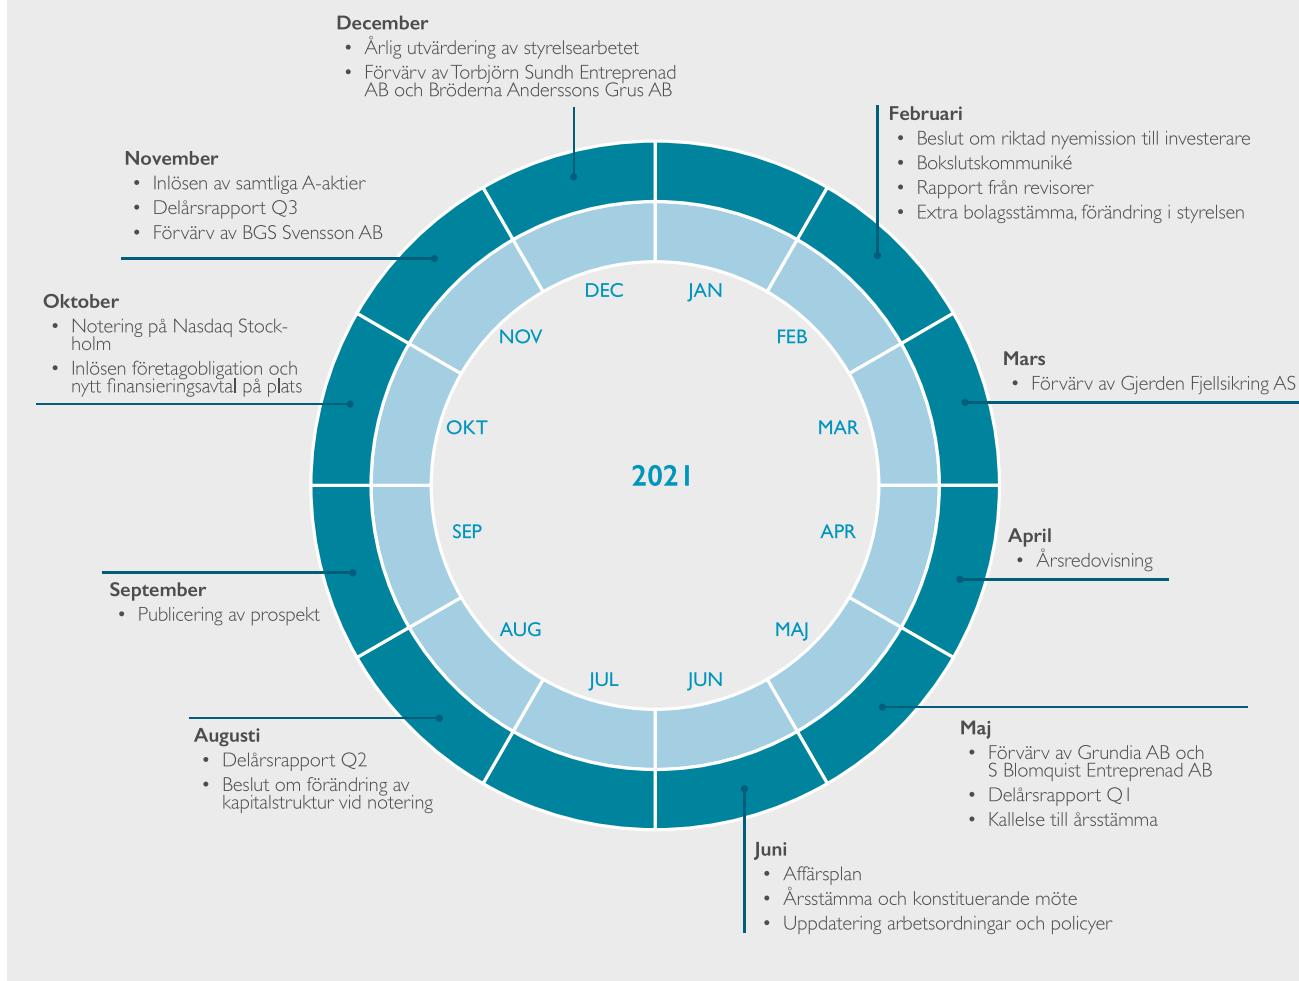 December
• Årlig utvärdering av styrelsearbetet
• Förvärv av Torbjörn Sundh Entreprenad
AB och Bröderna Anderssons Grus AB
Februari
• Beslut om riktad nyemission till investerare
• Bokslutskommuniké
• Rapport från revisorer
• Extra bolagsstämma, förändring i styrelsen
November
• Inlösen av samtliga A-aktier
• Delårsrapport Q3
• Förvärv av BGS Svensson AB
Oktober
• Notering på Nasdaq Stock-
holm
• Inlösen företagobligation och
nytt finansieringsavtal på plats
Mars
• Förvärv av Gjerden Fjellsikring AS
DEC
JAN
NOV
FEB
OKT
MAR
2021
SEP
APR
AUG
MAJ
JUL
JUN
April
• Årsredovisning
September
• Publicering av prospekt
Augusti
• Delårsrapport Q2
• Beslut om förändring av
kapitalstruktur vid notering
Maj
• Förvärv av Grundia AB och
S Blomquist Entreprenad AB
• Delårsrapport Q1
• Kallelse till årsstämma
Juni
• Affärsplan
• Årsstämma och konstituerande möte
• Uppdatering arbetsordningar och policyer